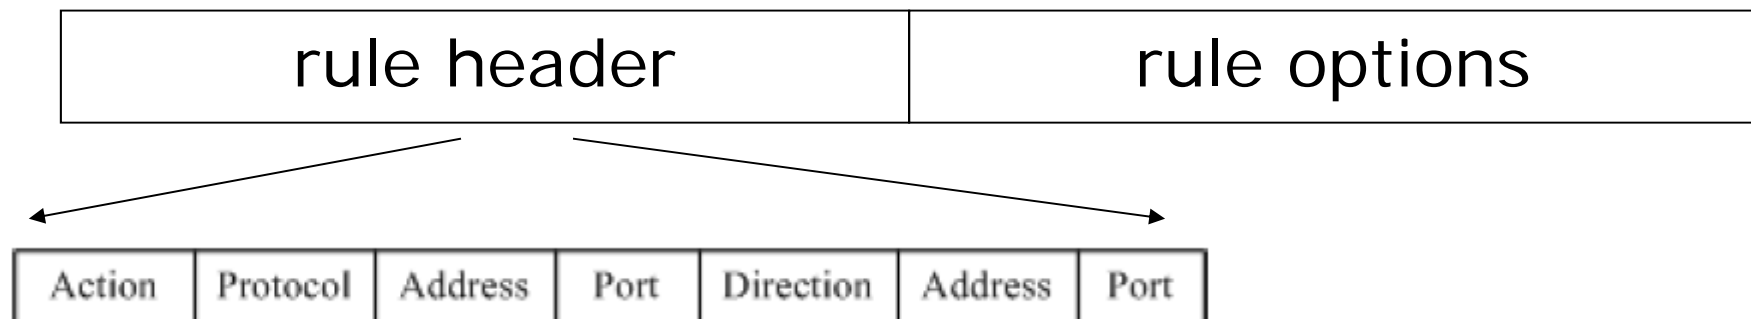 rule header rule options
Action Protocol Address Port Direction Address Port